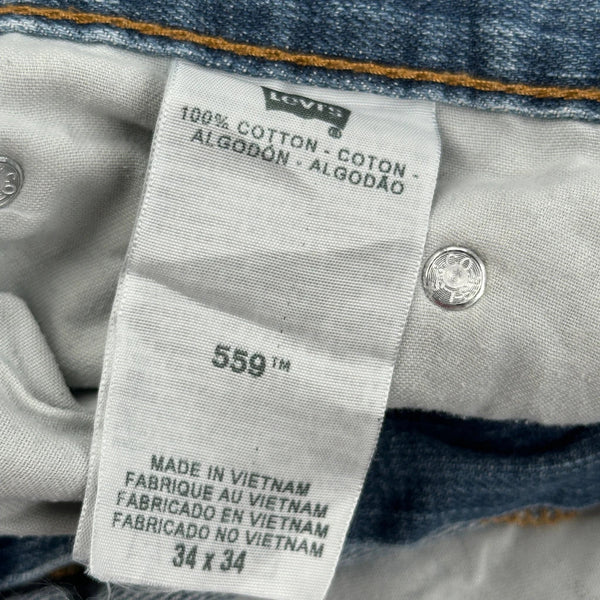 Levi's
®
100% COTTON - COTON -
ALGODÓN - ALGODÃO
559™
MADE IN VIETNAM
FABRIQUE AU VIETNAM
FABRICADO EN VIETNAM
FABRICADO NO VIETNAM
34 x 34